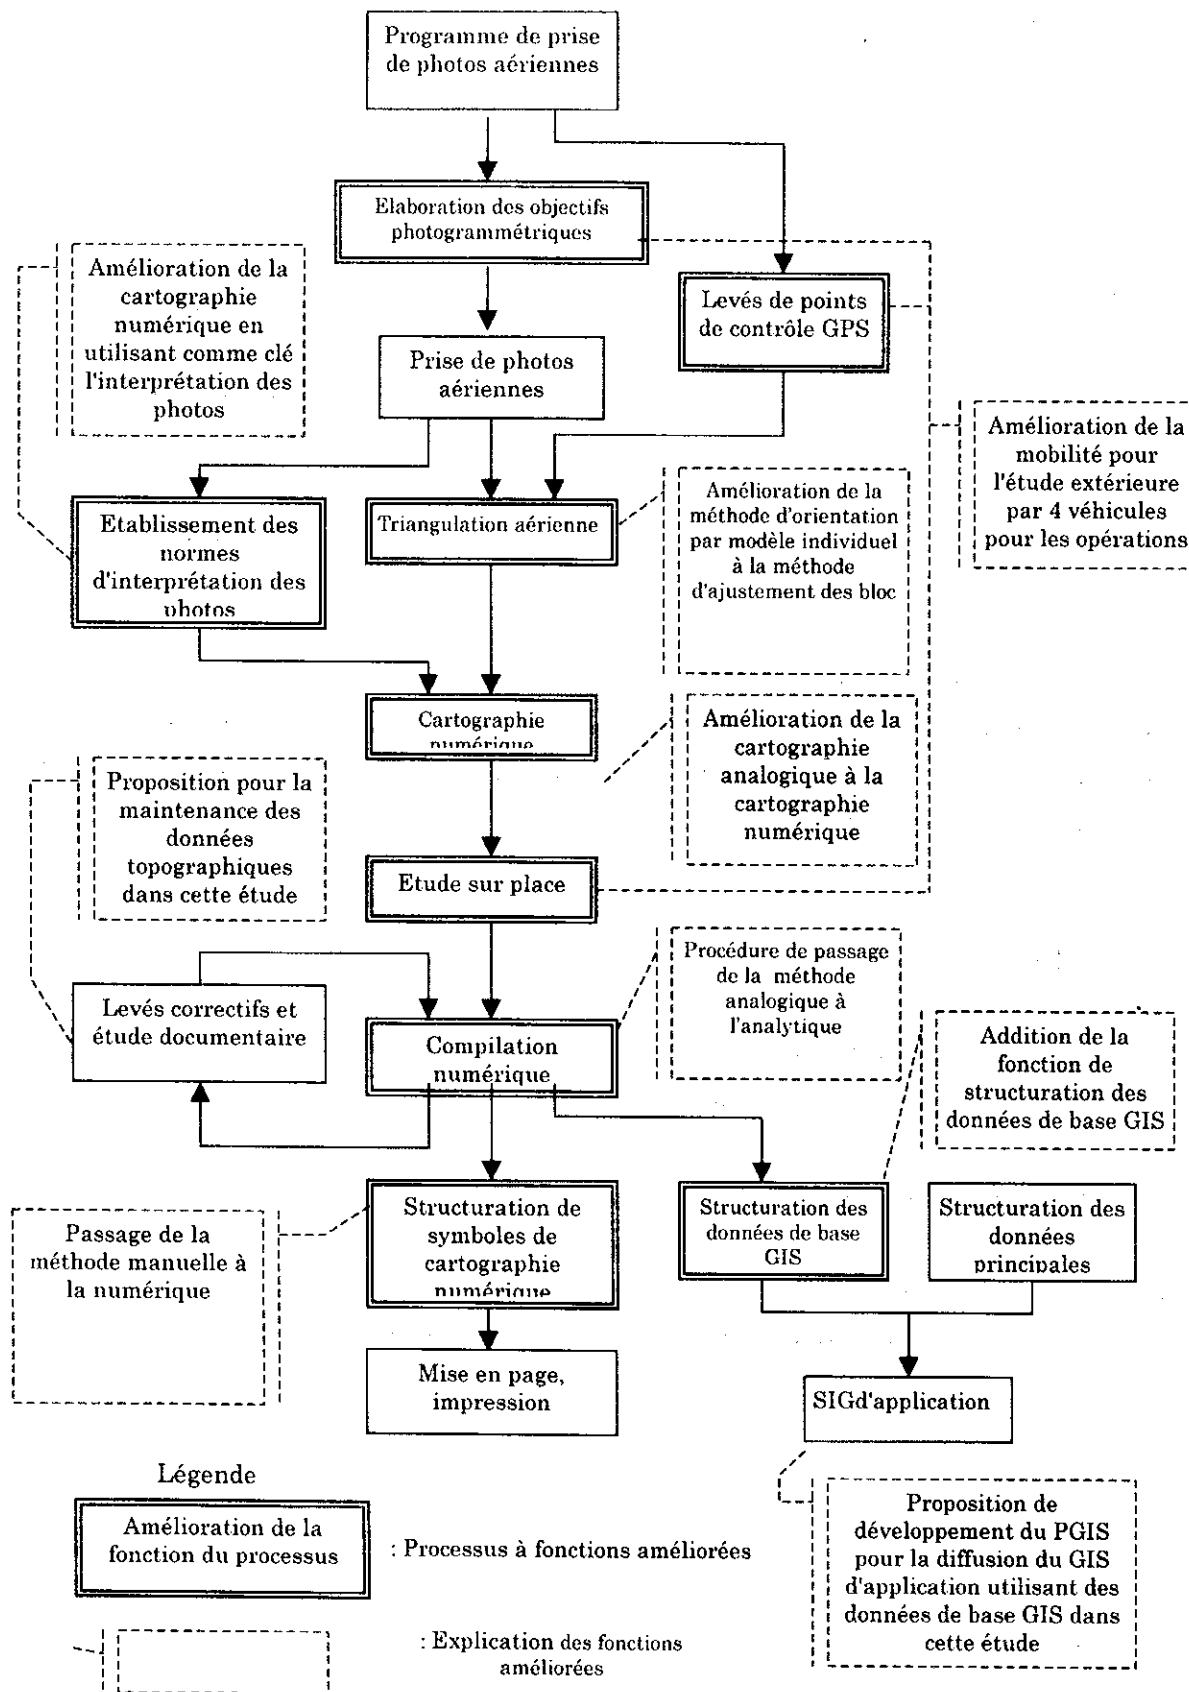 Programme de prise
de photos aériennes
Elaboration des objectifs
photogrammétriques
Amélioration de la
cartographie
numérique en
utilisant comme clé
l'interprétation des
photos
Levés de points
de contrôle GPS
Prise de photos
aériennes
Amélioration de la
mobilité pour
l'étude extérieure
par 4 véhicules
pour les opérations
Etablissement des
normes
d'interprétation des
photos
Triangulation aérienne
Amélioration de la
méthode d'orientation
par modèle individuel
à la méthode
d'ajustement des bloc
Cartographie
numérique
Amélioration de la
cartographie
analogique à la
cartographie
numérique
Proposition pour la
maintenance des
données
topographiques
dans cette étude
Etude sur place
Procédure de passage
de la méthode
analogique à
l'analytique
Levés correctifs et
étude documentaire
Compilation
numérique
Addition de la
fonction de
structuration des
données de base GIS
Passage de la
méthode manuelle à
la numérique
Structuration de
symboles de
cartographie
numérique
Structuration des
données de base
GIS
Structuration des
données
principales
Mise en page,
impression
SIGd'application
Légende
Amélioration de la
fonction du processus
: Processus à fonctions améliorées
Proposition de
développement du PGIS
pour la diffusion du GIS
d'application utilisant des
données de base GIS dans
cette étude
: Explication des fonctions
améliorées